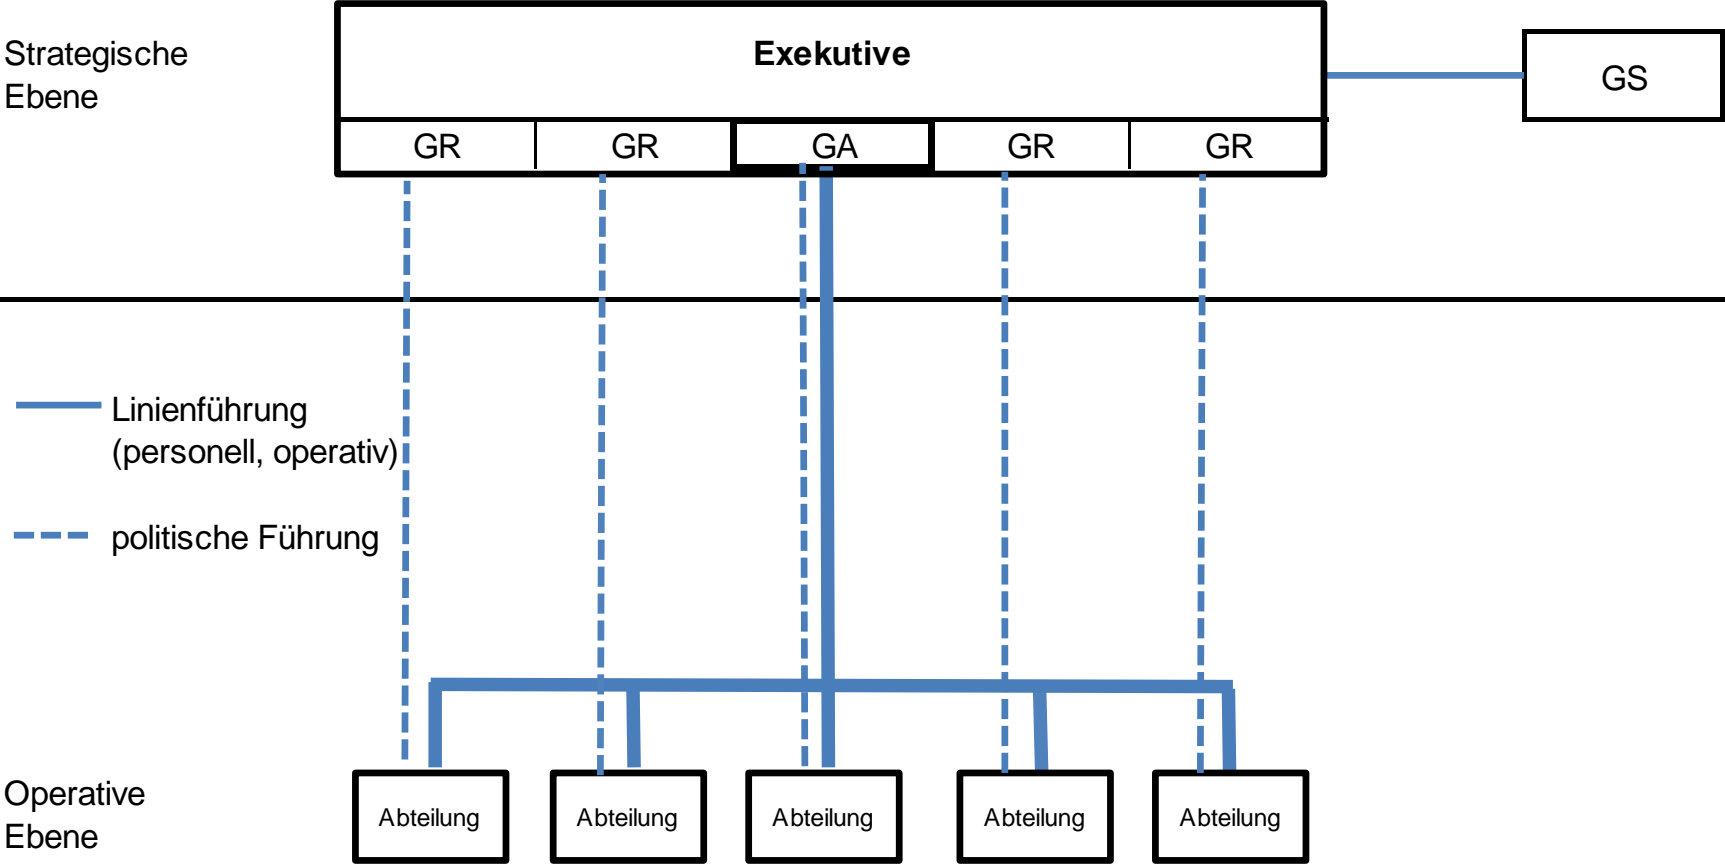 Strategische
Ebene
Exekutive
GS
GR
GR
GA
GR
GR
Linienführung
(personell, operativ)
politische Führung
Operative
Ebene
Abteilung
Abteilung
Abteilung
Abteilung
Abteilung